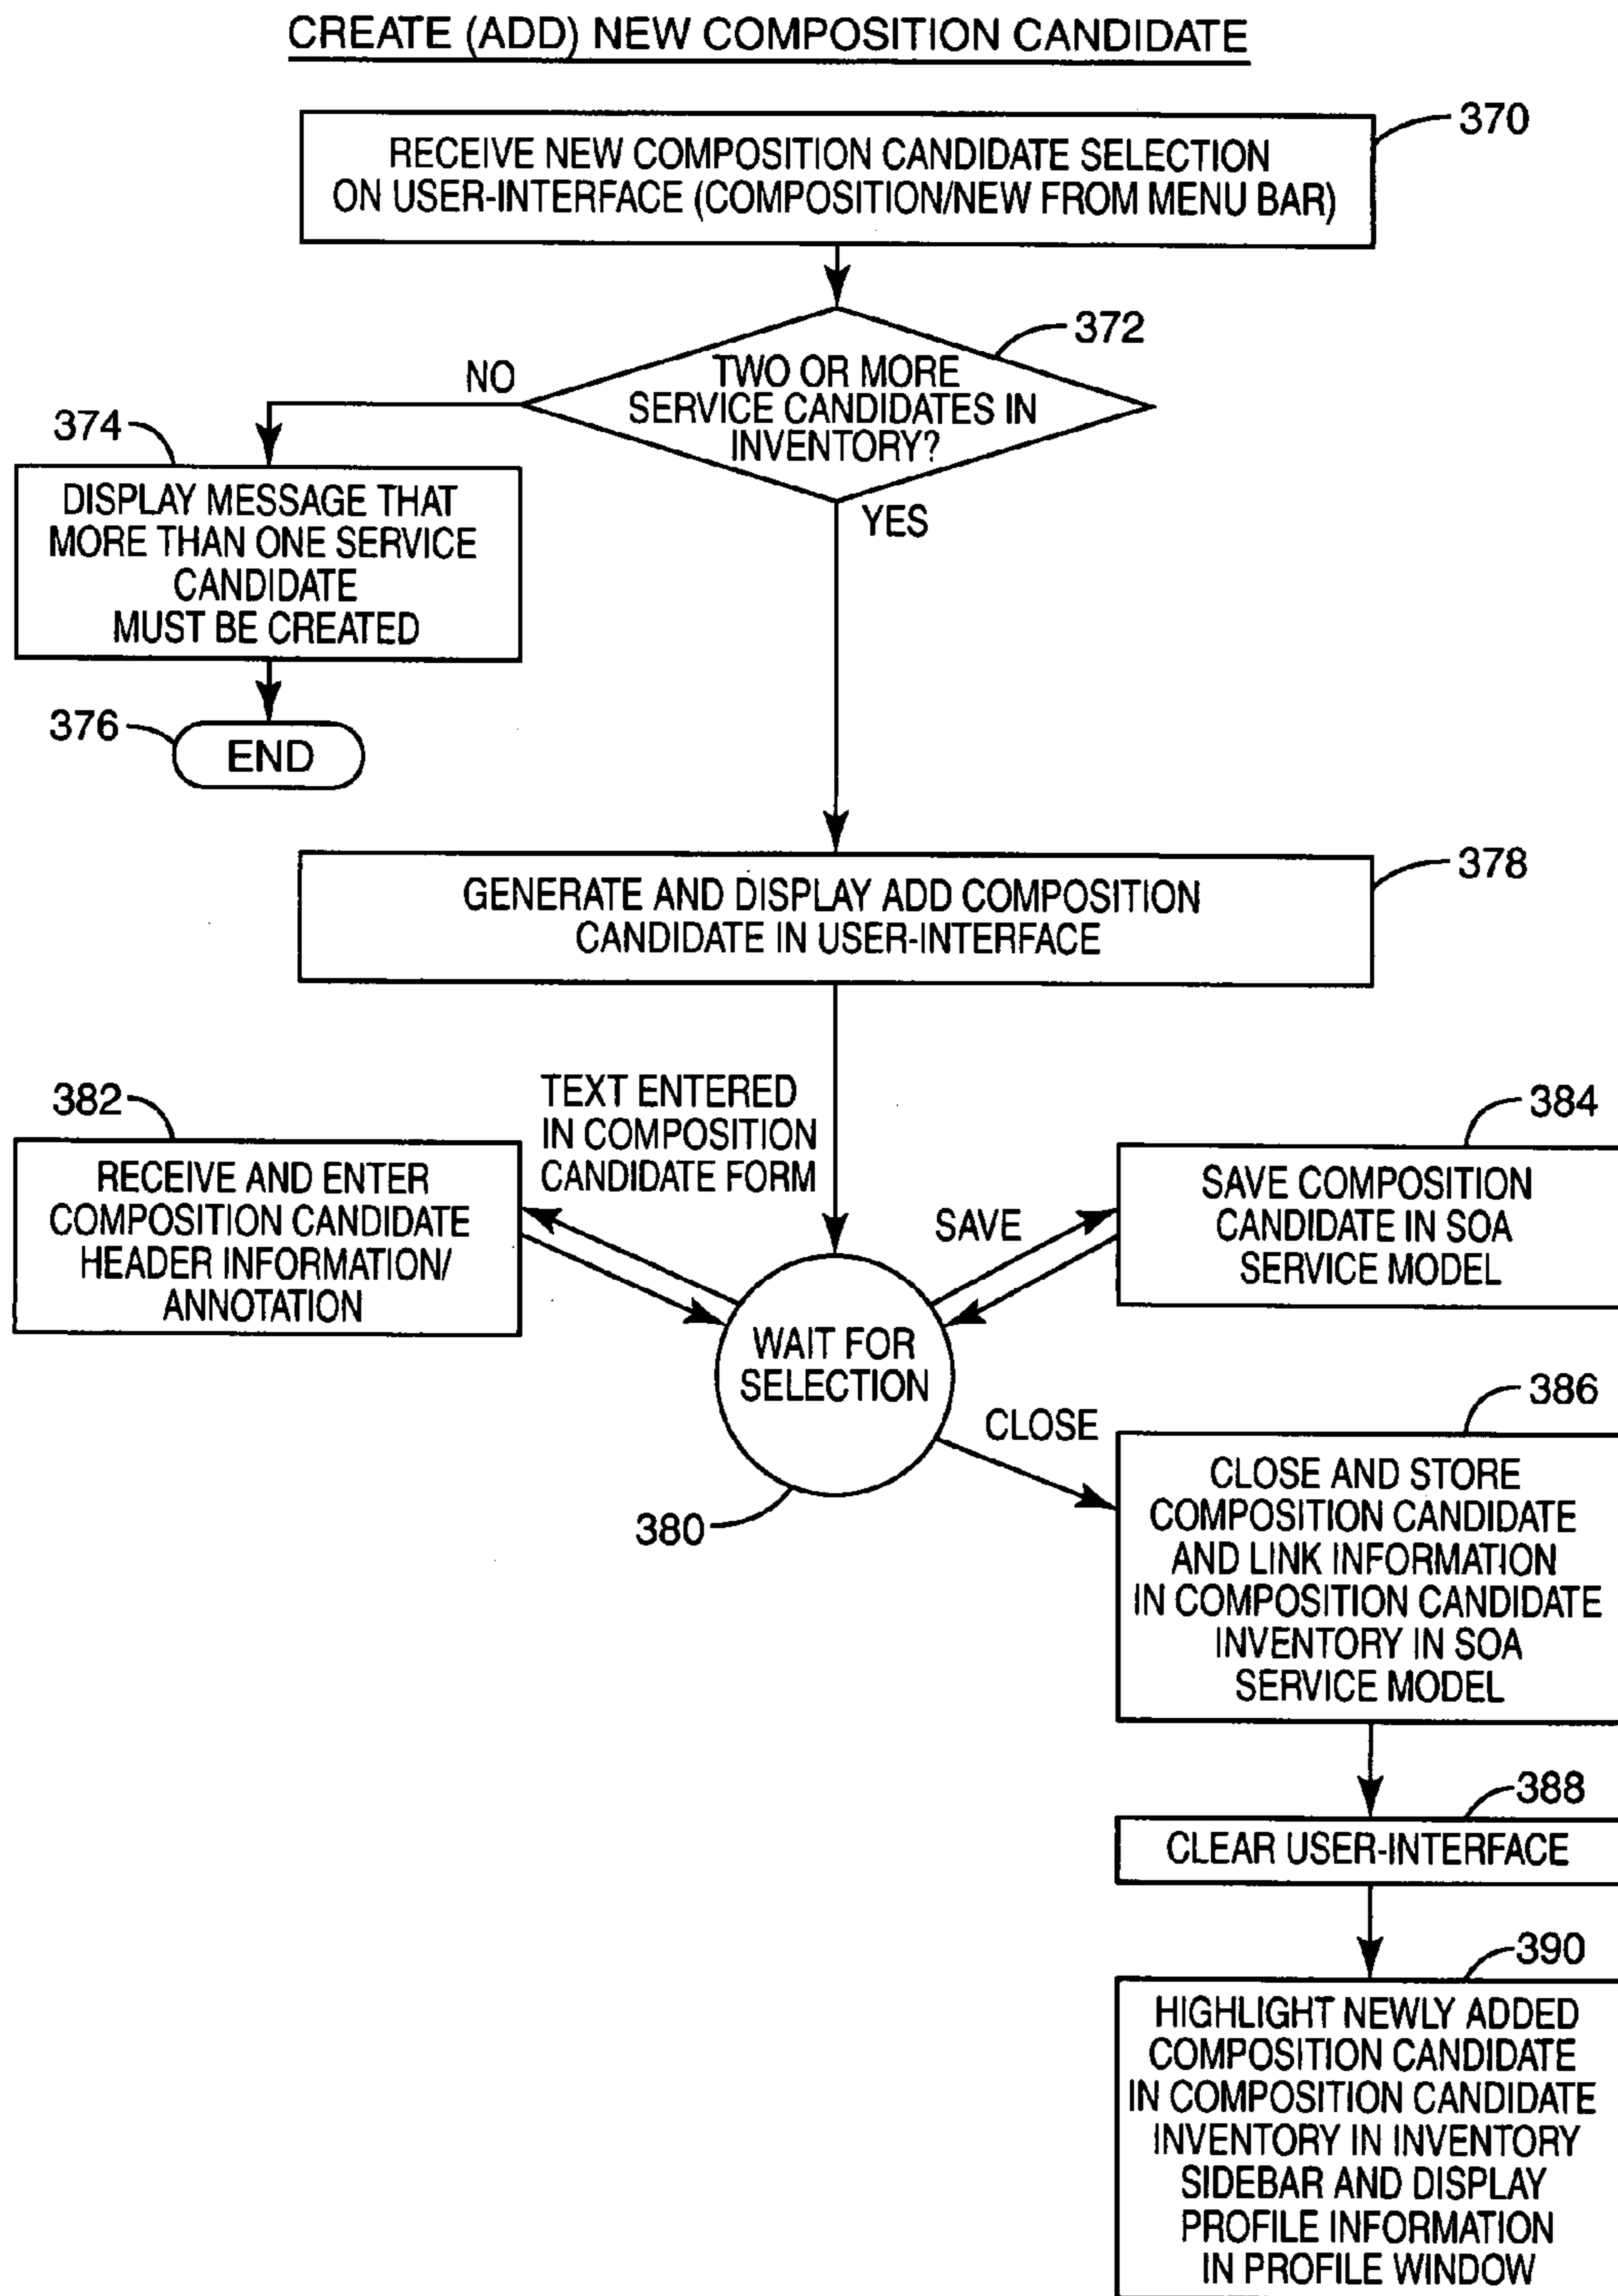 CREATE (ADD) NEW COMPOSITION CANDIDATE
370
RECEIVE NEW COMPOSITION CANDIDATE SELECTION
ON USER-INTERFACE (COMPOSITION/NEW FROM MENU BAR)
372
TWO OR MORE
SERVICE CANDIDATES IN
INVENTORY?
NO
374
DISPLAY MESSAGE THAT
MORE THAN ONE SERVICE
CANDIDATE
MUST BE CREATED
YES
376
END
378
GENERATE AND DISPLAY ADD COMPOSITION
CANDIDATE IN USER-INTERFACE
382
RECEIVE AND ENTER
COMPOSITION CANDIDATE
HEADER INFORMATION/
ANNOTATION
TEXT ENTERED
IN COMPOSITION
CANDIDATE FORM
SAVE
384
SAVE COMPOSITION
CANDIDATE IN SOA
SERVICE MODEL
WAIT FOR
SELECTION
380
CLOSE
386
CLOSE AND STORE
COMPOSITION CANDIDATE
AND LINK INFORMATION
IN COMPOSITION CANDIDATE
INVENTORY IN SOA
SERVICE MODEL
388
CLEAR USER-INTERFACE
390
HIGHLIGHT NEWLY ADDED
COMPOSITION CANDIDATE
IN COMPOSITION CANDIDATE
INVENTORY IN INVENTORY
SIDEBAR AND DISPLAY
PROFILE INFORMATION
IN PROFILE WINDOW